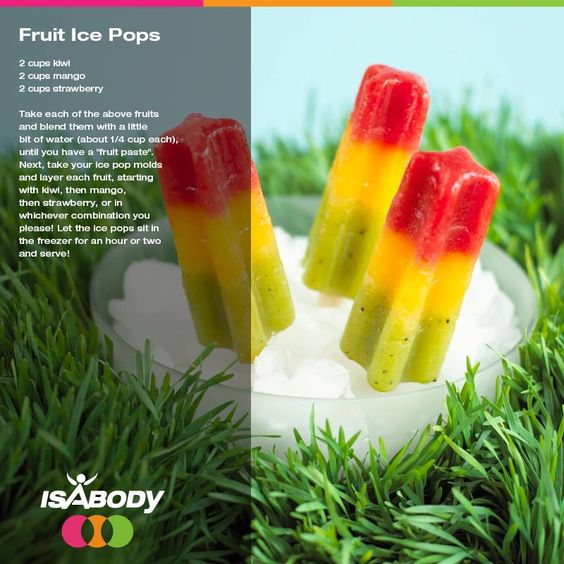 Fruit Ice Pops
2 cups kiwi
2 cups mango
2 cups strawberry
Take each of the above fruits
and blend them with a little
bit of water (about 1/4 cup each),
until you have a "fruit paste".
Next, take your ice pop molds
and layer each fruit, starting
with kiwi, then mango,
then strawberry, or in
whichever combination you
please! Let the ice pops sit in
the freezer for an hour or two
and serve!
ISABODY